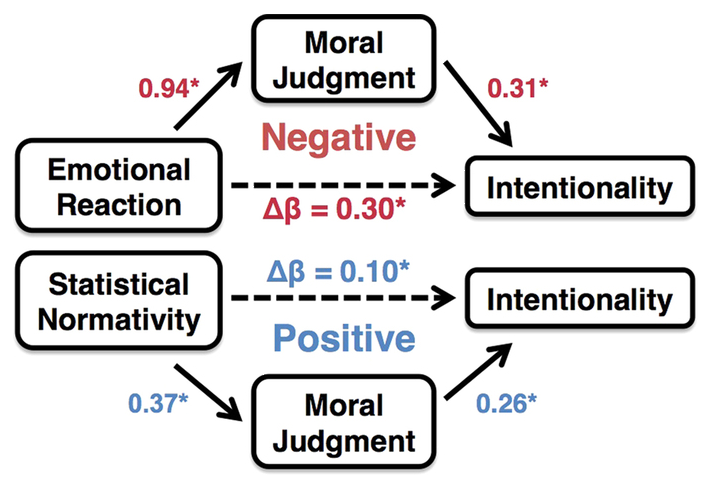 Moral
Judgment
0.94*
0.31*
Negative
Emotional
Reaction
Intentionality
Δβ = 0.30*
Statistical
Normativity
Δβ = 0.10*
Intentionality
Positive
0.37*
Moral
Judgment
0.26*